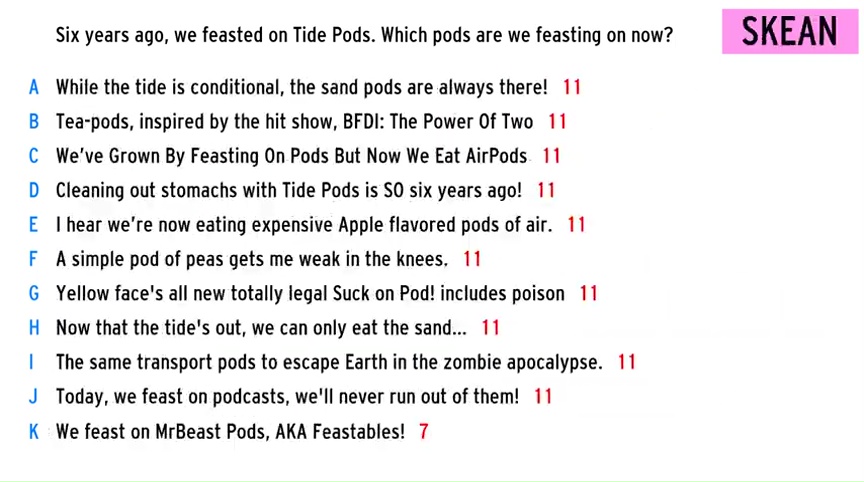 Six years ago, we feasted on Tide Pods. Which pods are we feasting on now?
SKEAN
A While the tide is conditional, the sand pods are always there! 11
B Tea-pods, inspired by the hit show, BFDI: The Power Of Two 11
C We've Grown By Feasting On Pods But Now We Eat AirPods 11
D Cleaning out stomachs with Tide Pods is SO six years ago! 11
E I hear we're now eating expensive Apple flavored pods of air. 11
F A simple pod of peas gets me weak in the knees. 11
G Yellow face's all new totally legal Suck on Pod! includes poison 11
H Now that the tide's out, we can only eat the sand... 11
I The same transport pods to escape Earth in the zombie apocalypse. 11
J Today, we feast on podcasts, we'll never run out of them! 11
K We feast on MrBeast Pods, AKA Feastables! 7